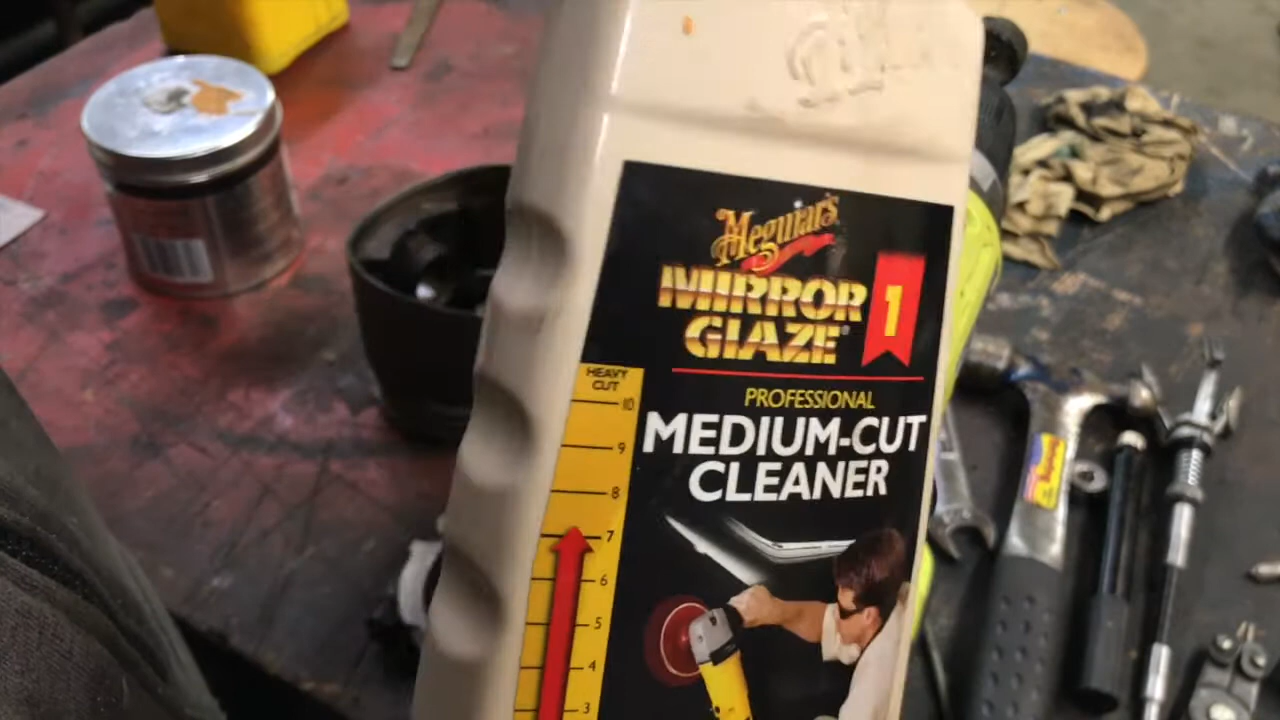 Meguiar's
MIRROR
GLAZE®
1
PROFESSIONAL
MEDIUM-CUT
CLEANER
HEAVY
CUT
10
9
8
7
6
5
4
3